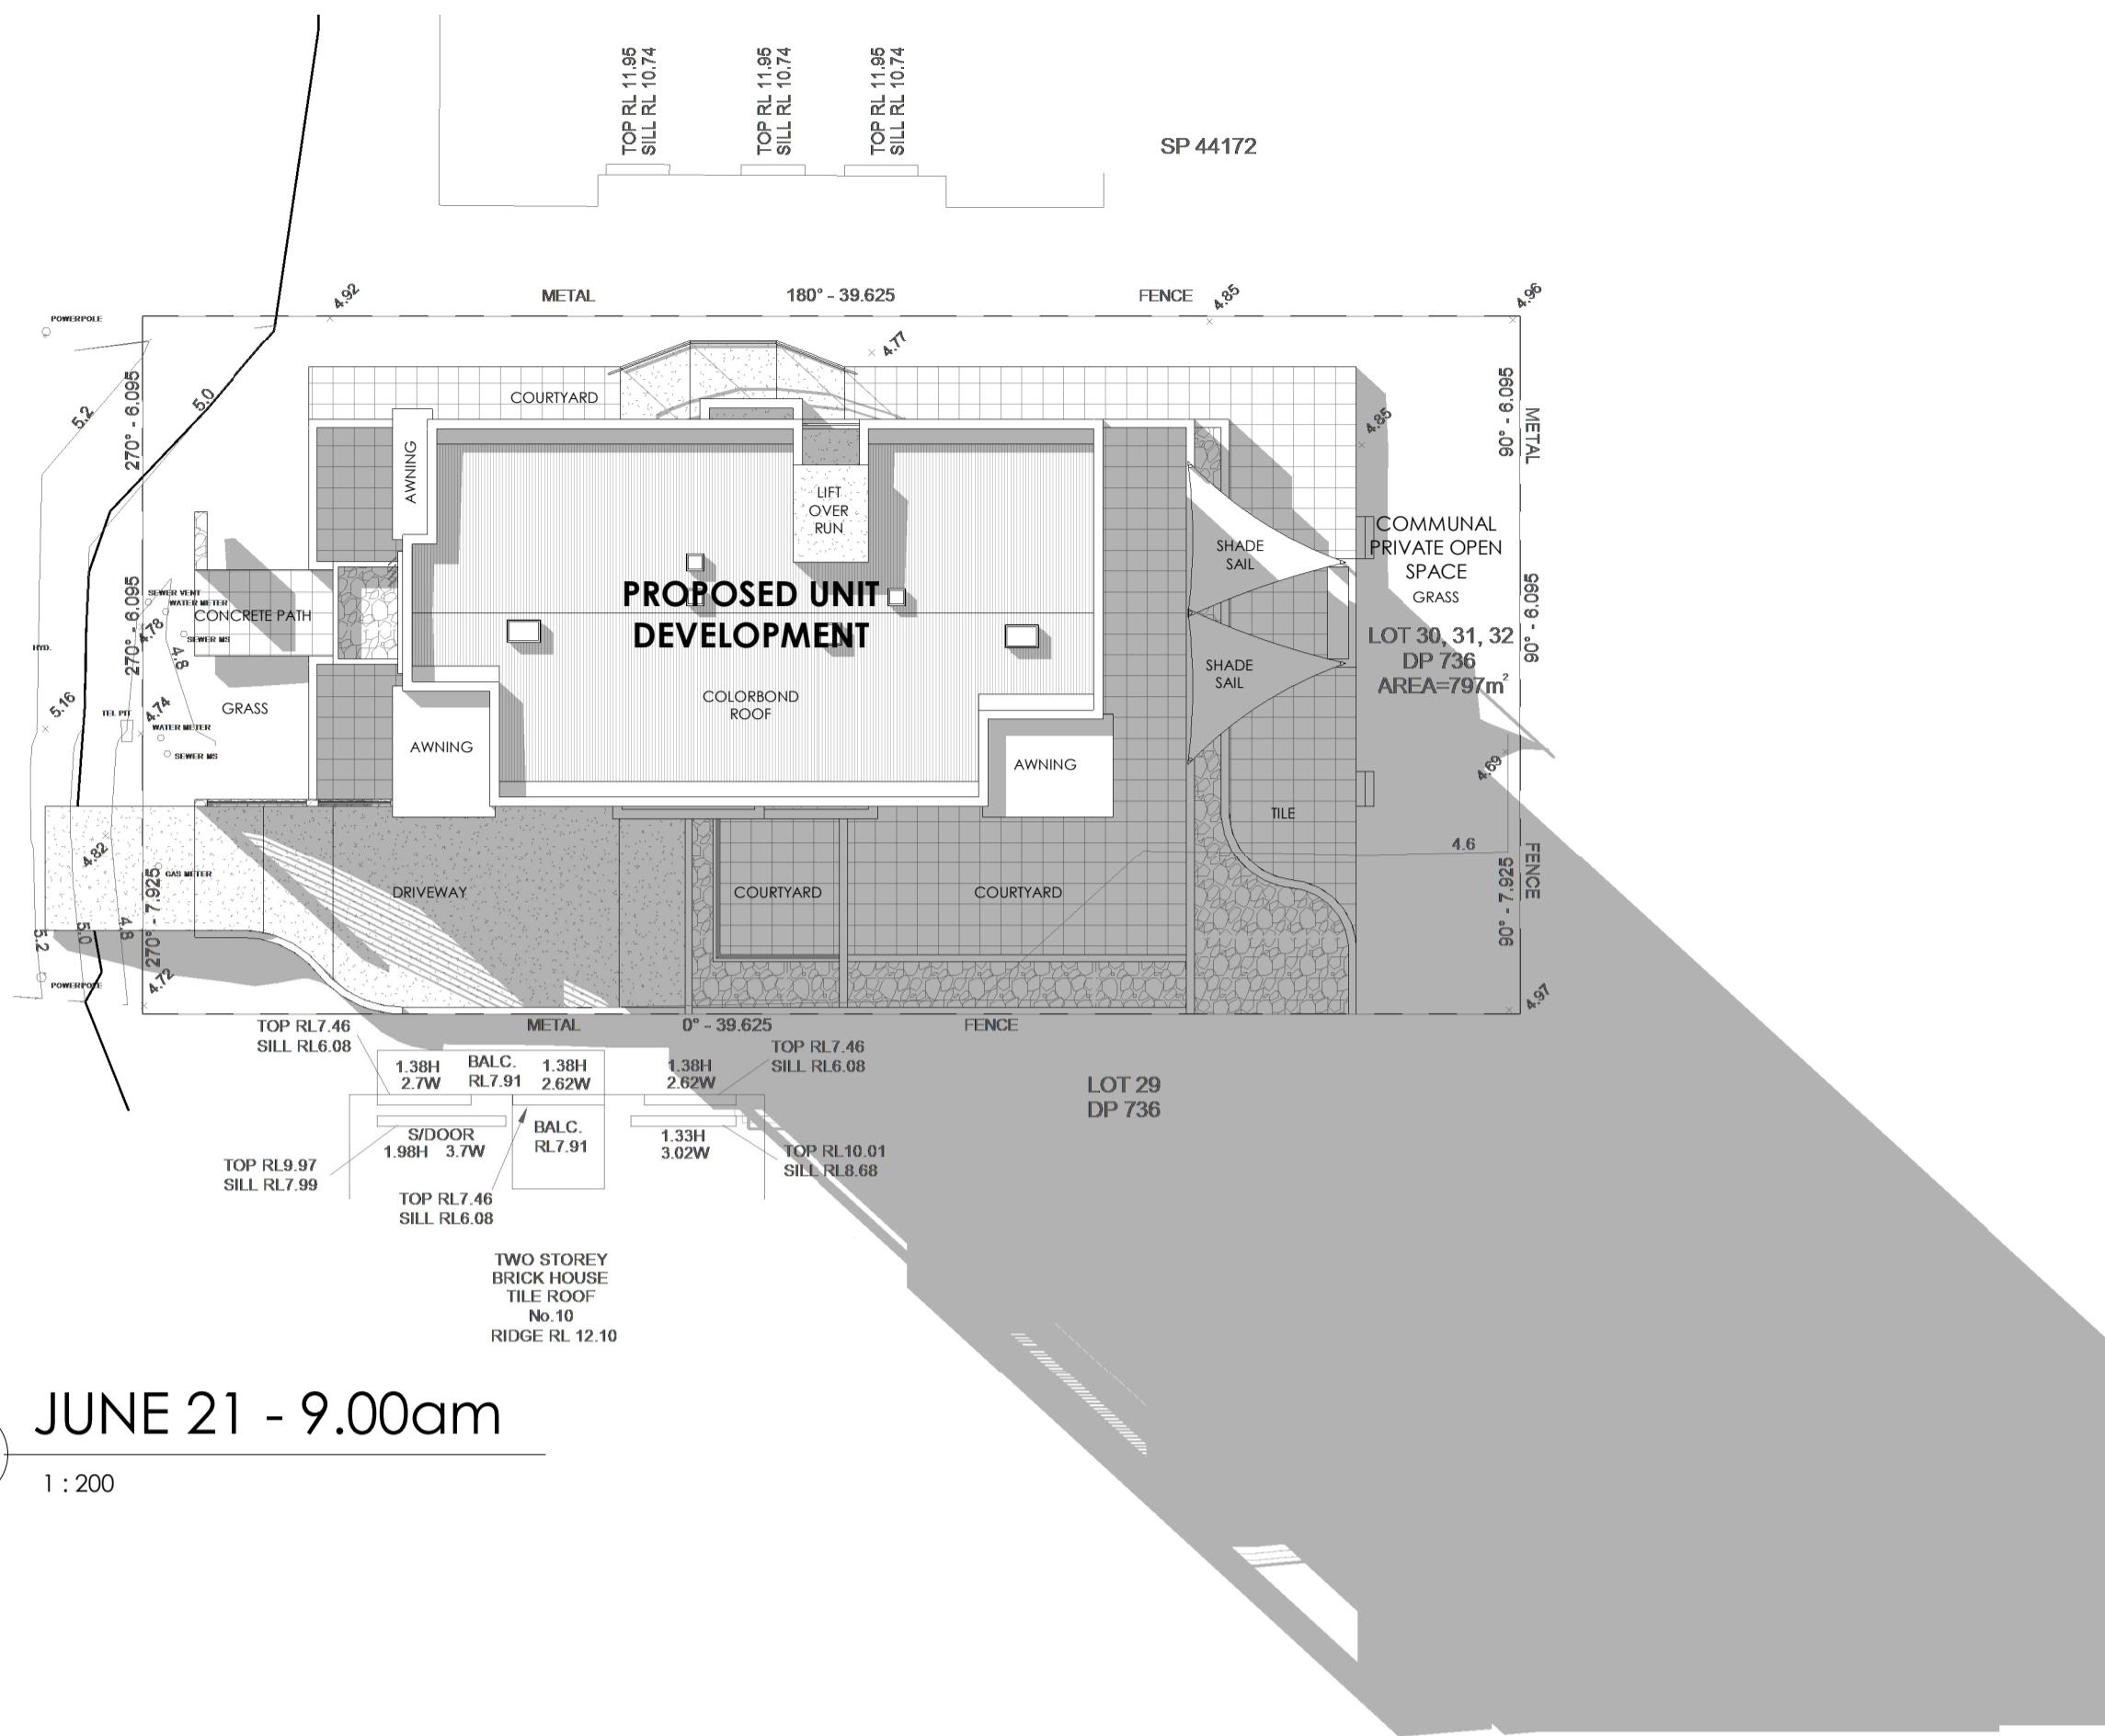 TOP RL 11.95
SILL RL 10.74
TOP RL 11.95
SILL RL 10.74
TOP RL 11.95
SILL RL 10.74
SP 44172
4.92
METAL
180° - 39.625
FENCE
4.85
4.96
POWERPOLE
4.77
5.2
5.0
270° - 6.095
COURTYARD
4.85
90° - 6.095
METAL
AWNING
LIFT
OVER
RUN
COMMUNAL
PRIVATE OPEN
SPACE
GRASS
SHADE
SAIL
PROPOSED UNIT
DEVELOPMENT
SEWER VENT
WATER METER
CONCRETE PATH
SEWER MS
4.78
4.8
270° - 6.095
HYD.
90° - 6.095
LOT 30, 31, 32
DP 736
AREA=797m²
SHADE
SAIL
COLORBOND
ROOF
5.16
TEL PIT
4.74
WATER METER
SEWER MS
GRASS
AWNING
AWNING
4.69
TILE
4.6
FENCE
4.82
GAS METER
270° - 7.925
DRIVEWAY
COURTYARD
COURTYARD
90° - 7.925
5.2
5.0
4.8
POWERPOLE
4.72
4.97
METAL
0° - 39.625
FENCE
TOP RL7.46
SILL RL6.08
1.38H
2.7W
BALC.
RL7.91
1.38H
2.62W
1.38H
2.62W
TOP RL7.46
SILL RL6.08
LOT 29
DP 736
S/DOOR
1.98H 3.7W
BALC.
RL7.91
1.33H
3.02W
TOP RL10.01
SILL RL8.68
TOP RL9.97
SILL RL7.99
TOP RL7.46
SILL RL6.08
TWO STOREY
BRICK HOUSE
TILE ROOF
No.10
RIDGE RL 12.10
JUNE 21 - 9.00am
1 : 200